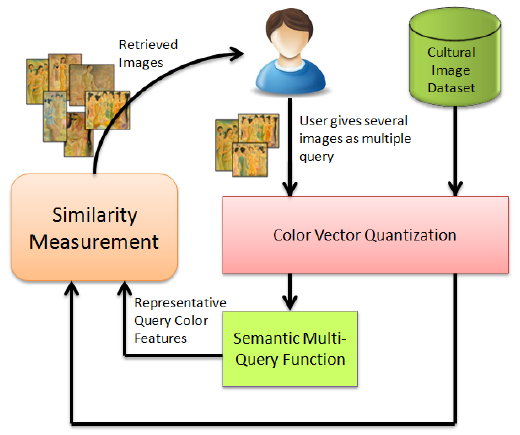 Retrieved
Images
Cultural
Image
Dataset
User gives several
images as multiple
query
Similarity
Measurement
Color Vector Quantization
Representative
Query Color
Features
Semantic Multi-
Query Function